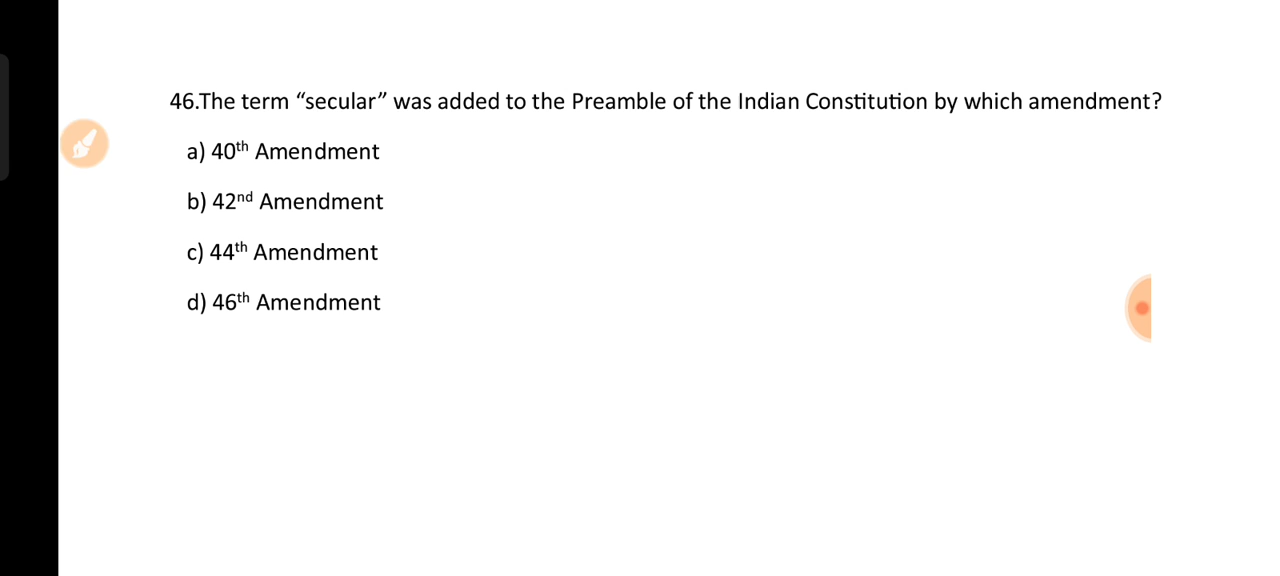 46.The term “secular” was added to the Preamble of the Indian Constitution by which amendment?
a) 40th Amendment
b) 42nd Amendment
c) 44th Amendment
d) 46th Amendment